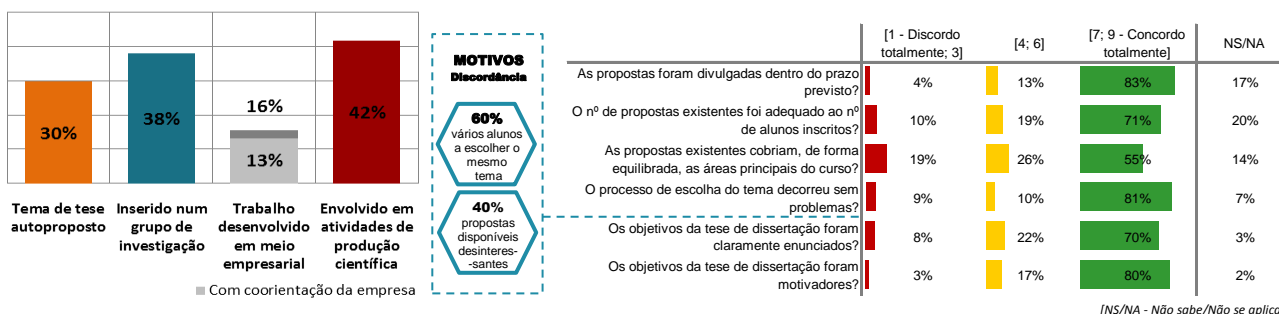 30%
38%
16%
13%
42%
Tema de tese
autoproposto
Inserido num
grupo de
investigação
Trabalho
desenvolvido
em meio
empresarial
Envolvido em
atividades de
produção
científica
Com coorientação da empresa
MOTIVOS
Discordância
60%
vários alunos
a escolher o
mesmo
tema
40%
propostas
disponíveis
desinteres-
-santes
[1 - Discordo
totalmente; 3]
[4; 6]
[7; 9 - Concordo
totalmente]
NS/NA
As propostas foram divulgadas dentro do prazo
previsto?
4%
13%
83%
17%
O nº de propostas existentes foi adequado ao nº
de alunos inscritos?
10%
19%
71%
20%
As propostas existentes cobriam, de forma
equilibrada, as áreas principais do curso?
19%
26%
55%
14%
O processo de escolha do tema decorreu sem
problemas?
9%
10%
81%
7%
Os objetivos da tese de dissertação foram
claramente enunciados?
8%
22%
70%
3%
Os objetivos da tese de dissertação foram
motivadores?
3%
17%
80%
2%
[NS/NA - Não sabe/Não se aplica